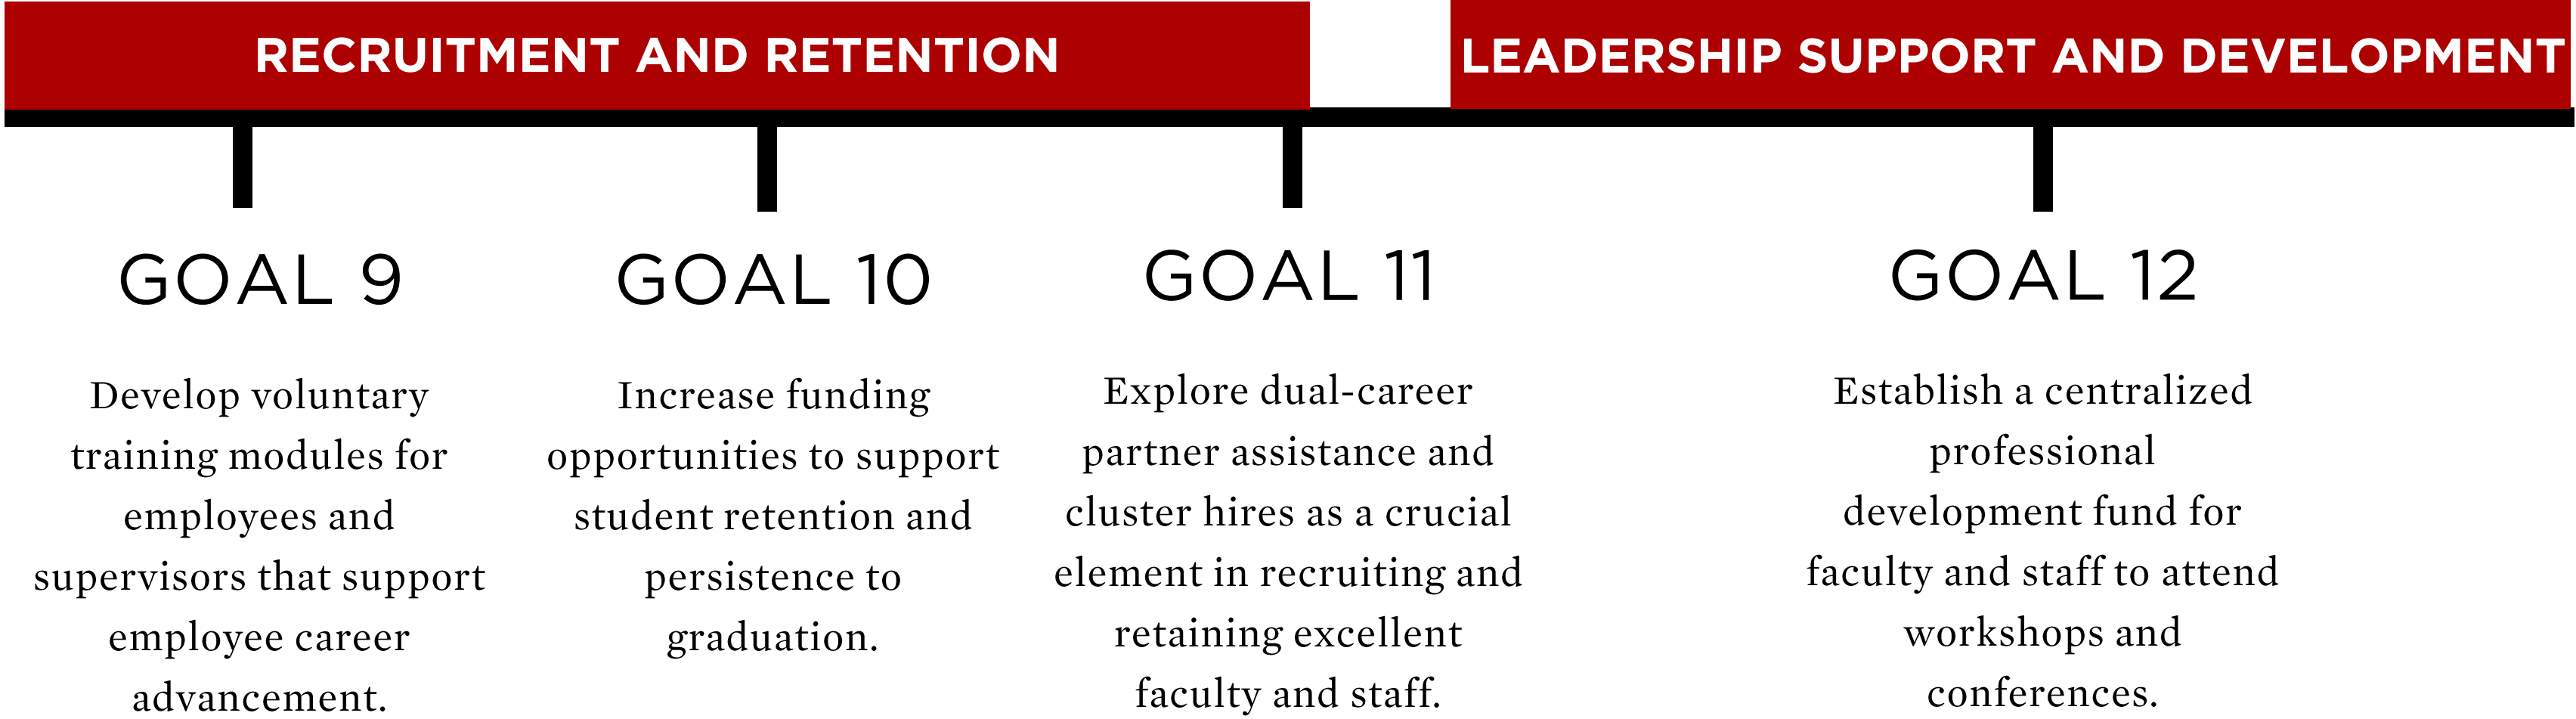 RECRUITMENT AND RETENTION
LEADERSHIP SUPPORT AND DEVELOPMENT
GOAL 9
Develop voluntary
training modules for
employees and
supervisors that support
employee career
advancement.
GOAL 10
Increase funding
opportunities to support
student retention and
persistence to
graduation.
GOAL 11
Explore dual-career
partner assistance and
cluster hires as a crucial
element in recruiting and
retaining excellent
faculty and staff.
GOAL 12
Establish a centralized
professional
development fund for
faculty and staff to attend
workshops and
conferences.